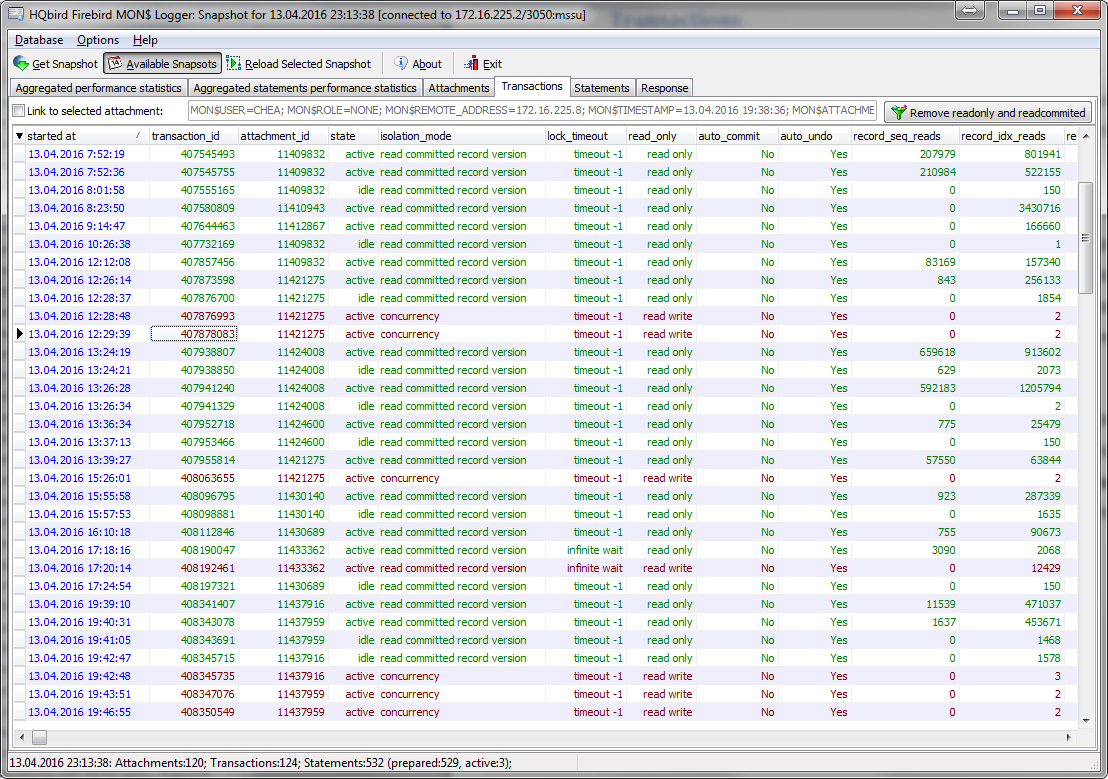 HQbird Firebird MON$ Logger: Snapshot for 13.04.2016 23:13:38 [connected to 172.16.225.2/3050:mssu]
Database Options Help
Get Snapshot Available Snapsots Reload Selected Snapshot About Exit
Aggregated performance statistics Aggregated statements performance statistics Attachments Transactions Statements Response
Link to selected attachment: MON$USER=CHEA; MON$ROLE=NONE; MON$REMOTE_ADDRESS=172.16.225.8; MON$TIMESTAMP=13.04.2016 19:38:36; MON$ATTACHME Remove readonly and readcommited
started at transaction_id attachment_id state isolation_mode lock_timeout read_only auto_commit auto_undo record_seq_reads record_idx_reads re
13.04.2016 7:52:19 407545493 11409832 active read committed record version timeout -1 read only No Yes 207979 801941
13.04.2016 7:52:36 407545755 11409832 active read committed record version timeout -1 read only No Yes 210984 522155
13.04.2016 8:01:58 407555165 11409832 idle read committed record version timeout -1 read only No Yes 0 150
13.04.2016 8:23:50 407580809 11410943 active read committed record version timeout -1 read only No Yes 0 3430716
13.04.2016 9:14:47 407644463 11412867 active read committed record version timeout -1 read only No Yes 0 166660
13.04.2016 10:26:38 407732169 11409832 idle read committed record version timeout -1 read only No Yes 0 1
13.04.2016 12:12:08 407857456 11409832 active read committed record version timeout -1 read only No Yes 83169 157340
13.04.2016 12:26:14 407873598 11421275 active read committed record version timeout -1 read only No Yes 843 256133
13.04.2016 12:28:37 407876700 11421275 idle read committed record version timeout -1 read only No Yes 0 1854
13.04.2016 12:28:48 407876993 11421275 active concurrency timeout -1 read write No Yes 0 2
13.04.2016 12:29:39 407878083 11421275 active concurrency timeout -1 read write No Yes 0 2
13.04.2016 13:24:19 407938807 11424008 active read committed record version timeout -1 read only No Yes 659618 913602
13.04.2016 13:24:21 407938850 11424008 idle read committed record version timeout -1 read only No Yes 629 2073
13.04.2016 13:26:28 407941240 11424008 active read committed record version timeout -1 read only No Yes 592183 1205794
13.04.2016 13:26:34 407941329 11424008 idle read committed record version timeout -1 read only No Yes 0 2
13.04.2016 13:36:34 407952718 11424600 active read committed record version timeout -1 read only No Yes 775 25479
13.04.2016 13:37:13 407953466 11424600 idle read committed record version timeout -1 read only No Yes 0 150
13.04.2016 13:39:27 407955814 11421275 active read committed record version timeout -1 read only No Yes 57550 63844
13.04.2016 15:26:01 408063655 11421275 active concurrency timeout -1 read write No Yes 0 2
13.04.2016 15:55:58 408096795 11430140 active read committed record version timeout -1 read only No Yes 923 287339
13.04.2016 15:57:53 408098881 11430140 idle read committed record version timeout -1 read only No Yes 0 1635
13.04.2016 16:10:18 408112846 11430689 active read committed record version timeout -1 read only No Yes 755 90673
13.04.2016 17:18:16 408190047 11433362 active read committed record version infinite wait read only No Yes 3090 2068
13.04.2016 17:20:14 408192461 11433362 active read committed record version infinite wait read write No Yes 0 12429
13.04.2016 17:24:54 408197321 11430689 idle read committed record version timeout -1 read only No Yes 0 150
13.04.2016 19:39:10 408341407 11437916 active read committed record version timeout -1 read only No Yes 11539 471037
13.04.2016 19:40:31 408343078 11437959 active read committed record version timeout -1 read only No Yes 1637 453671
13.04.2016 19:41:05 408343691 11437959 idle read committed record version timeout -1 read only No Yes 0 1468
13.04.2016 19:42:47 408345715 11437916 idle read committed record version timeout -1 read only No Yes 0 1578
13.04.2016 19:42:48 408345735 11437916 active concurrency timeout -1 read write No Yes 0 3
13.04.2016 19:43:51 408347076 11437959 active concurrency timeout -1 read write No Yes 0 2
13.04.2016 19:46:55 408350549 11437959 active concurrency timeout -1 read write No Yes 0 2
13.04.2016 23:13:38: Attachments:120; Transactions:124; Statements:532 (prepared:529, active:3);